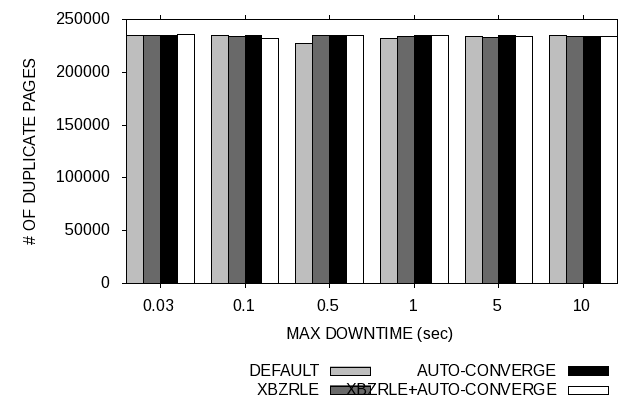 250000
200000
150000
100000
50000
0
# OF DUPLICATE PAGES
0.03 0.1 0.5 1 5 10
MAX DOWNTIME (sec)
DEFAULT AUTO-CONVERGE
XBZRLE XBZRLE+AUTO-CONVERGE